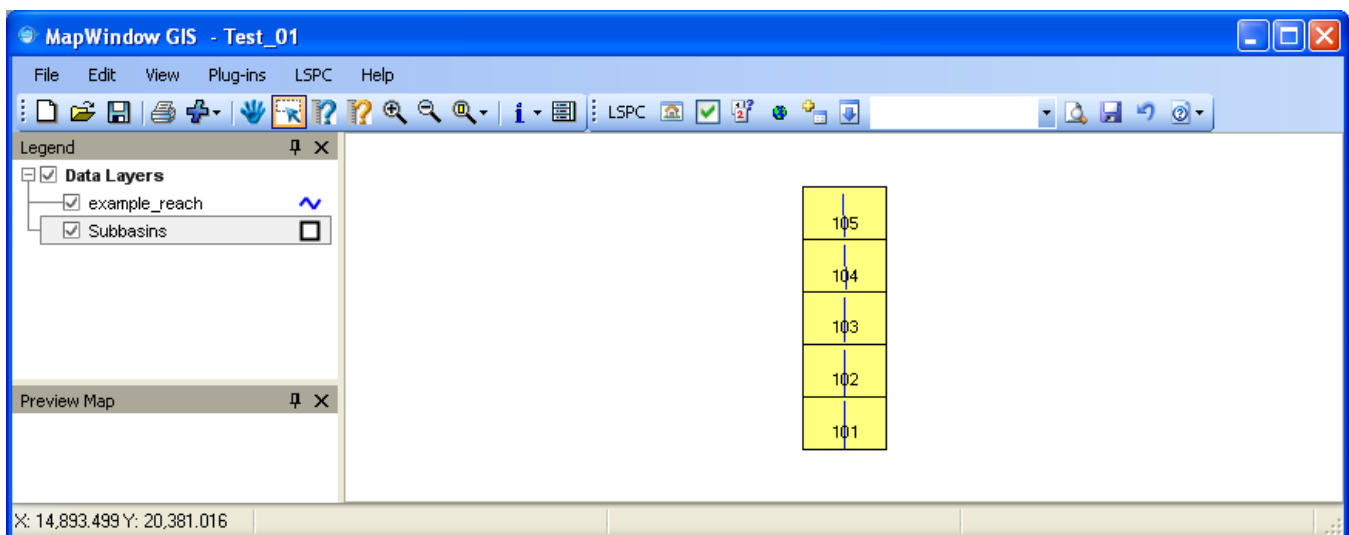 MapWindow GIS - Test_01
File Edit View Plug-ins LSPC Help
LSPC
Legend
Data Layers
example_reach
Subbasins
Preview Map
105
104
103
102
101
X: 14,893.499 Y: 20,381.016